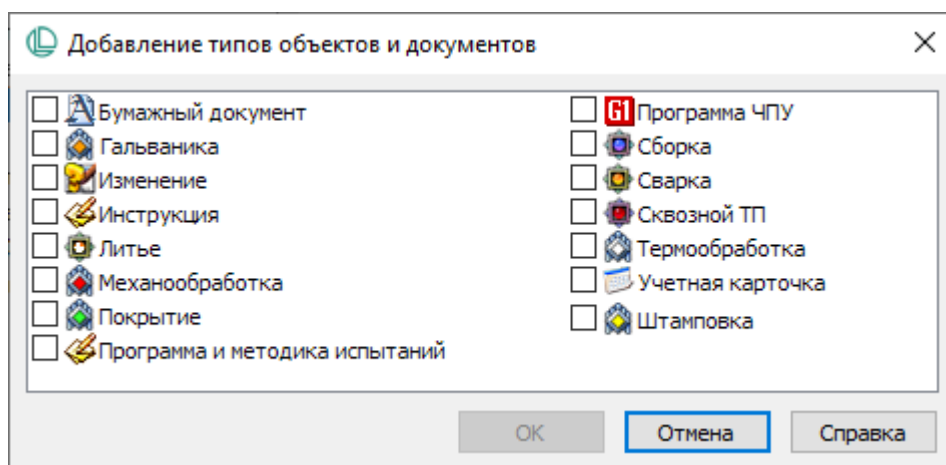 Добавление типов объектов и документов
Бумажный документ
Гальваника
Изменение
Инструкция
Литье
Механообработка
Покрытие
Программа и методика испытаний
G1 Программа ЧПУ
Сборка
Сварка
Сквозной ТП
Термообработка
Учетная карточка
Штамповка
OK Отмена Справка